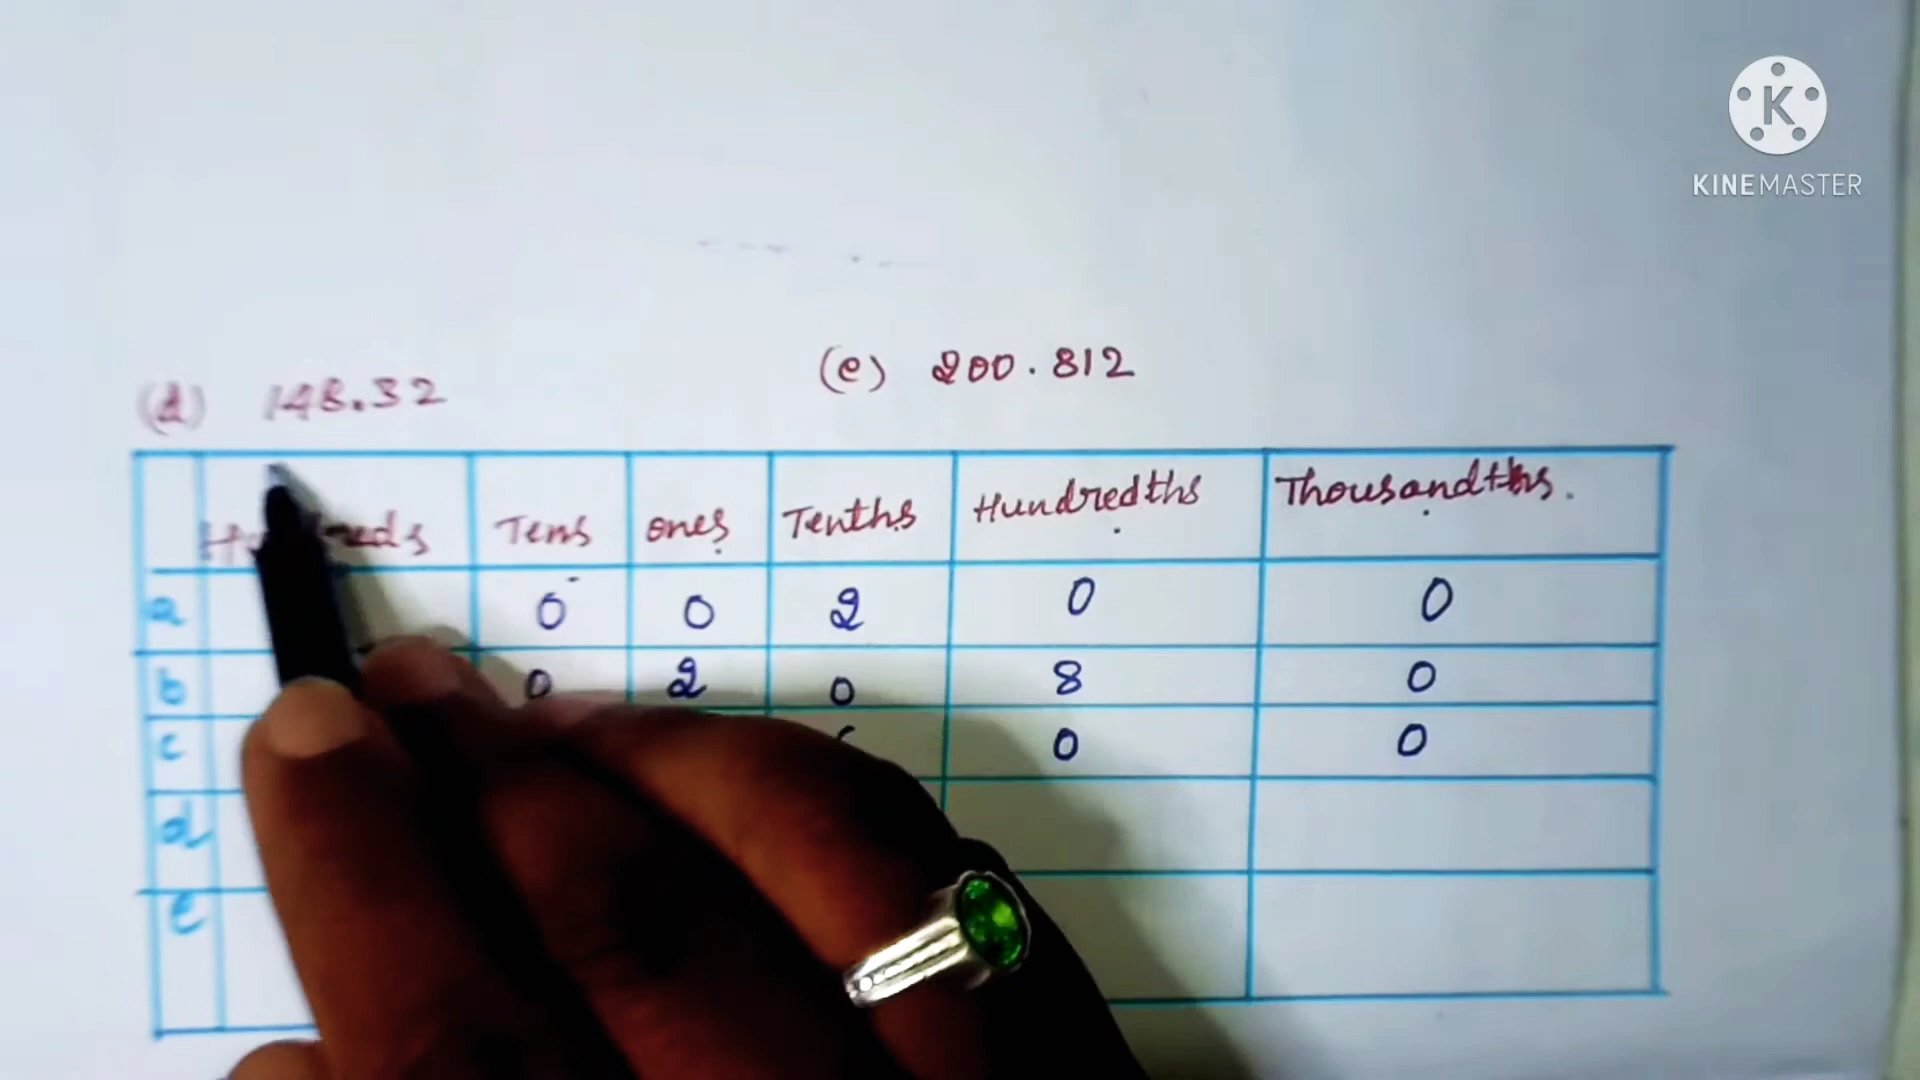 K
KINEMASTER
(d) 148.32 (e) 200.812
Tens ones Tenths Hundredths Thousandths.
a 0 0 2 0 0
b 0 2 0 8 0
c 0 0
d
e